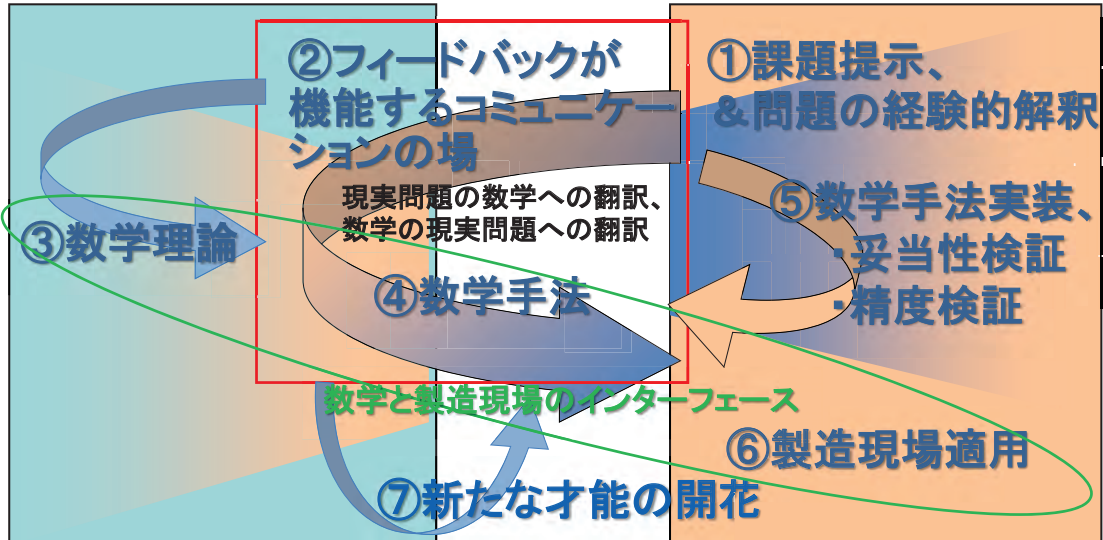 ②フィードバックが
機能するコミュニケー
ションの場
現実問題の数学への翻訳、
数学の現実問題への翻訳
①課題提示、
&問題の経験的解釈
③数学理論
④数学手法
⑤数学手法実装、
・妥当性検証
・精度検証
数学と製造現場のインターフェース
⑥製造現場適用
⑦新たな才能の開花